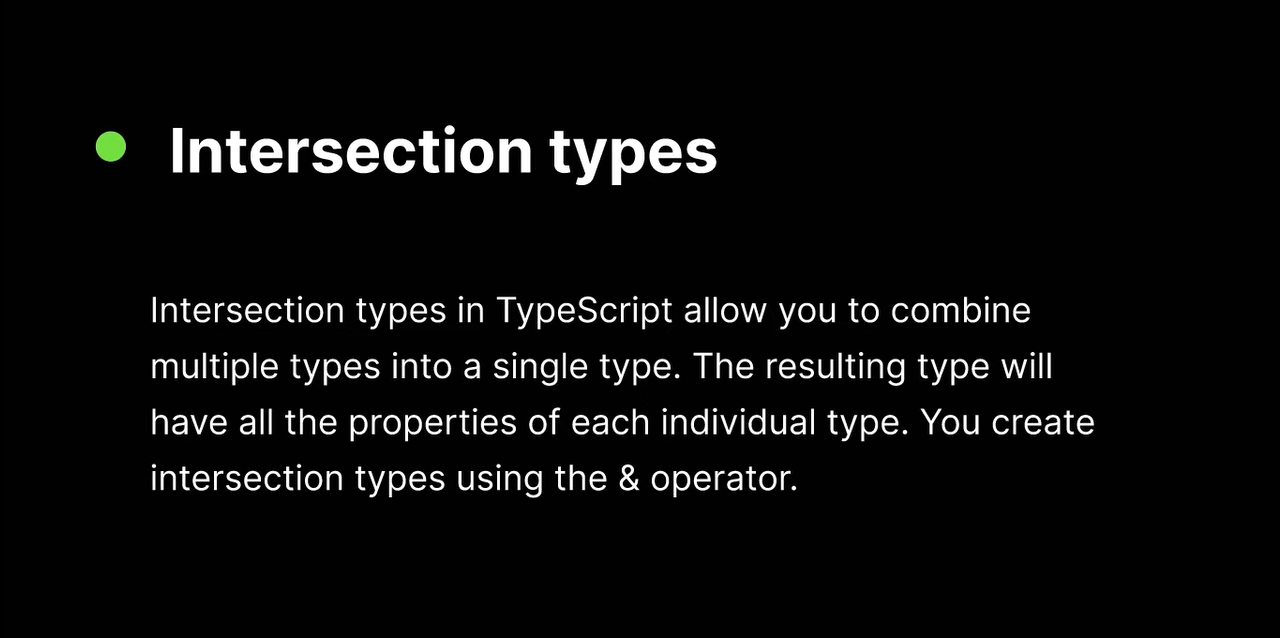 Intersection types
Intersection types in TypeScript allow you to combine
multiple types into a single type. The resulting type will
have all the properties of each individual type. You create
intersection types using the & operator.